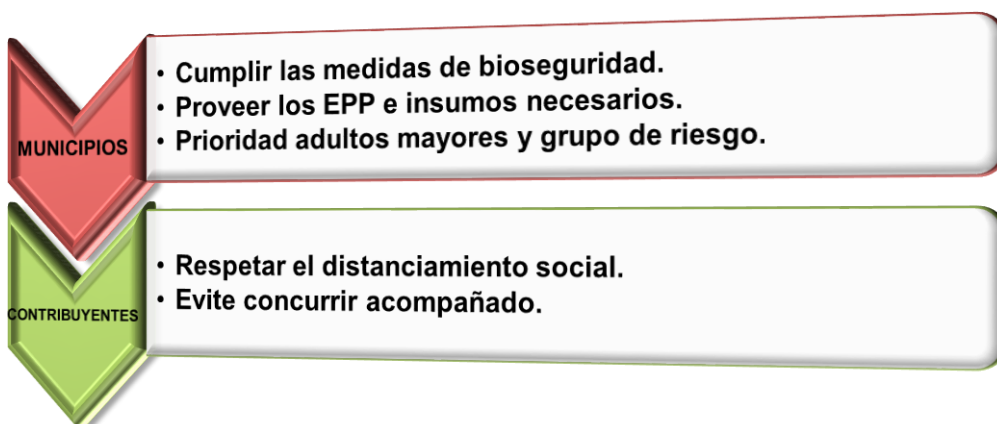 MUNICIPIOS
• Cumplir las medidas de bioseguridad.
• Proveer los EPP e insumos necesarios.
• Prioridad adultos mayores y grupo de riesgo.
CONTRIBUYENTES
• Respetar el distanciamiento social.
• Evite concurrir acompañado.